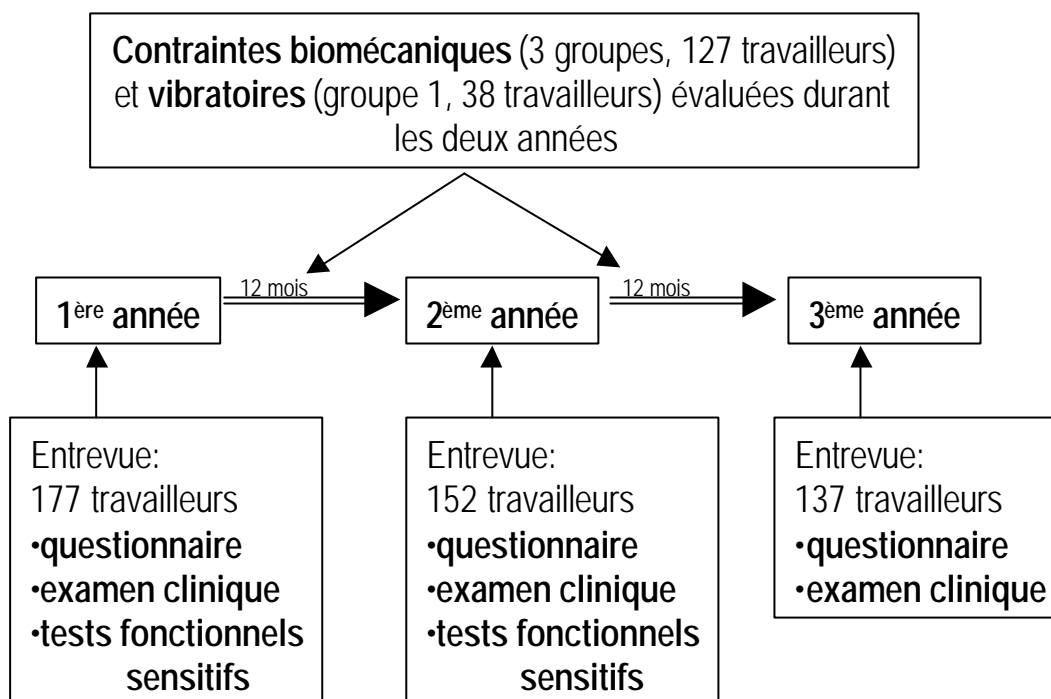 Contraintes biomécaniques (3 groupes, 127 travailleurs)
et vibratoires (groupe 1, 38 travailleurs) évaluées durant
les deux années
12 mois
12 mois
1ère année
2ème année
3ème année
Entrevue:
177 travailleurs
•questionnaire
•examen clinique
•tests fonctionnels
sensitifs
Entrevue:
152 travailleurs
•questionnaire
•examen clinique
•tests fonctionnels
sensitifs
Entrevue:
137 travailleurs
•questionnaire
•examen clinique